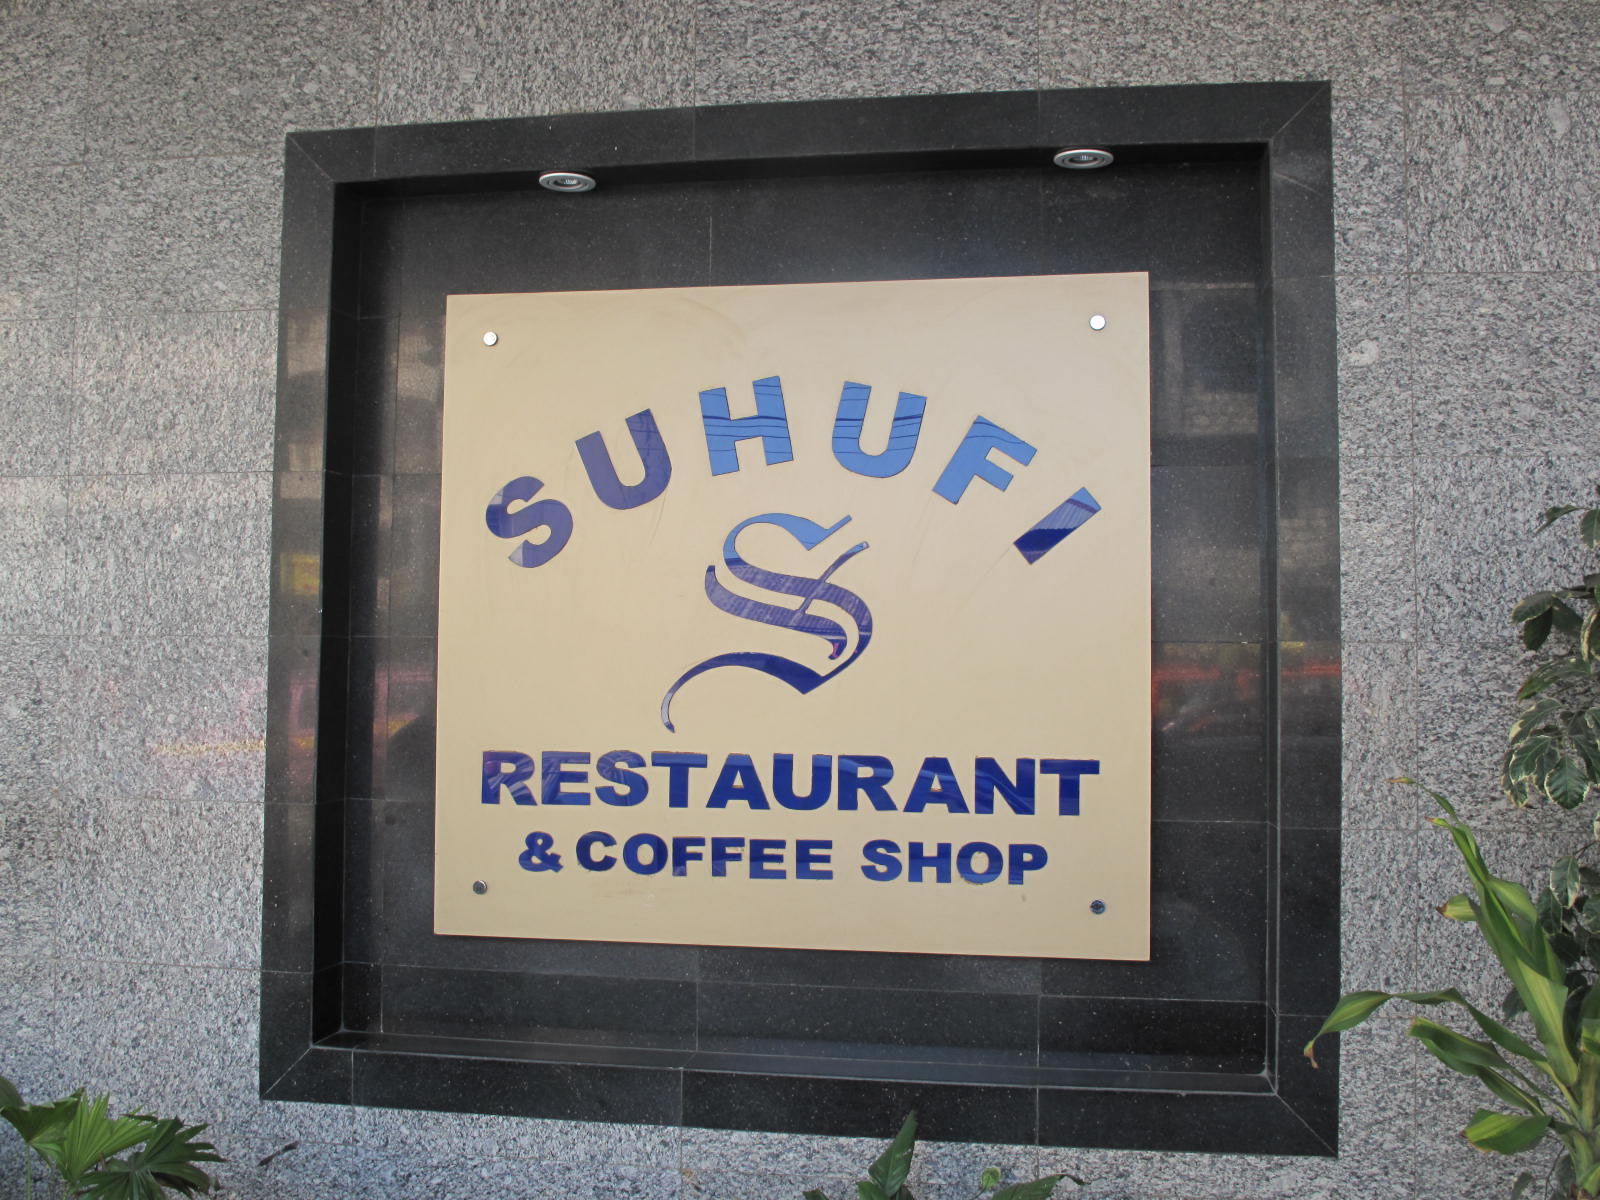 SUHUFI
S
RESTAURANT
& COFFEE SHOP